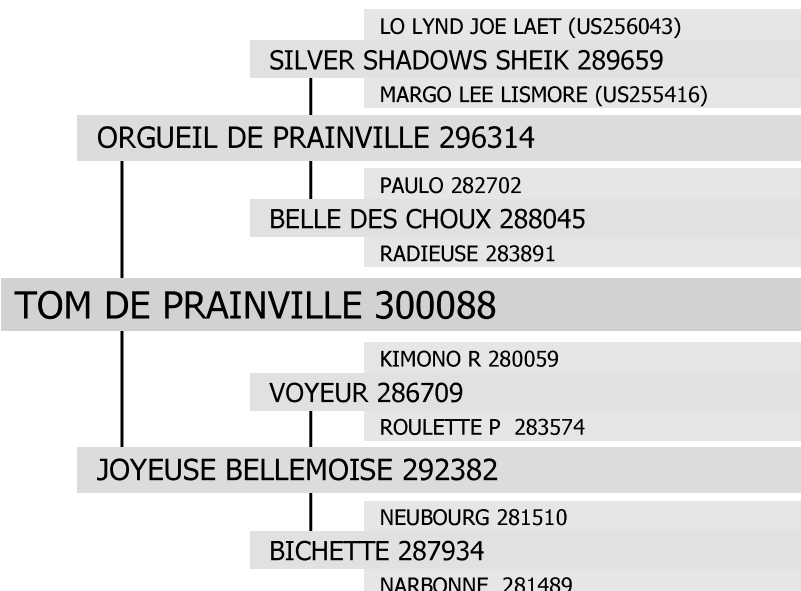 LO LYND JOE LAET (US256043)
SILVER SHADOWS SHEIK 289659
MARGO LEE LISMORE (US255416)
ORGUEIL DE PRAINVILLE 296314
PAULO 282702
BELLE DES CHOUX 288045
RADIEUSE 283891
TOM DE PRAINVILLE 300088
KIMONO R 280059
VOYEUR 286709
ROULETTE P  283574
JOYEUSE BELLEMOISE 292382
NEUBOURG 281510
BICHETTE 287934
NARBONNE  281489